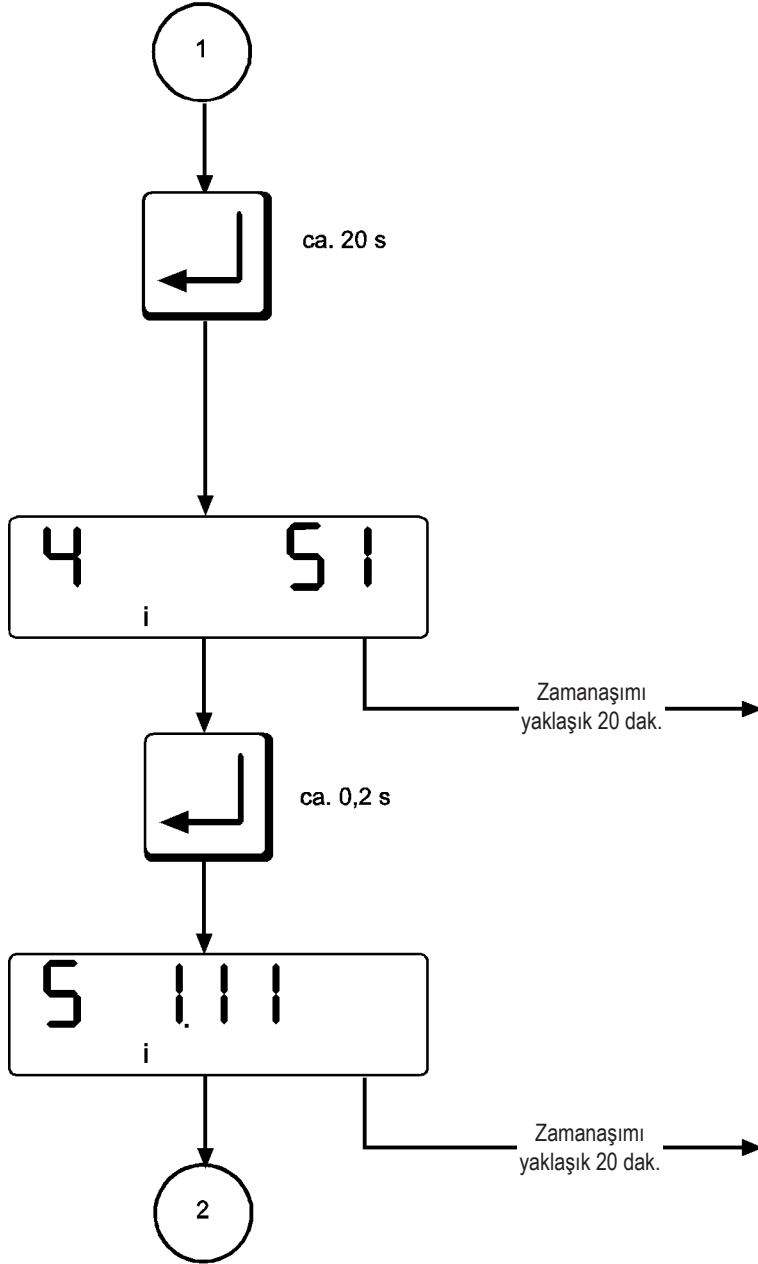 1
ca. 20 s
4 51
i
Zamanaşımı
yaklaşık 20 dak.
ca. 0,2 s
5 1.11
i
Zamanaşımı
yaklaşık 20 dak.
2